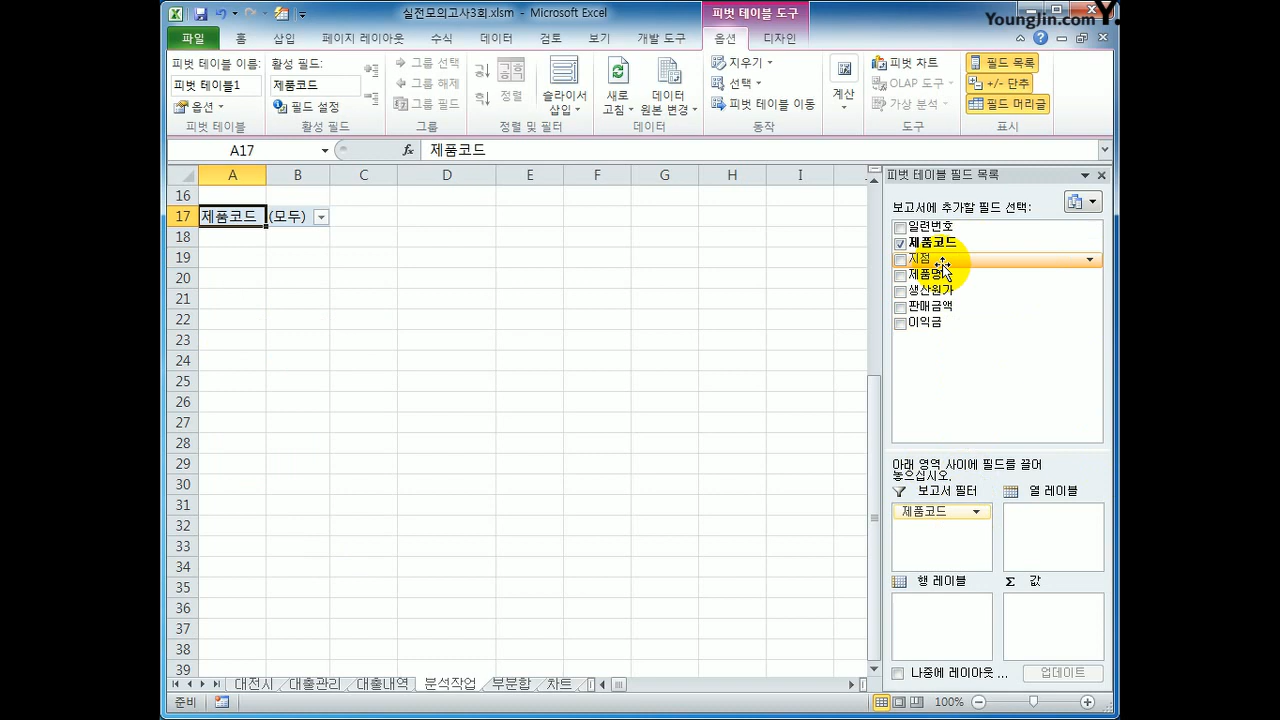 실전모의고사3회.xlsm - Microsoft Excel
피벗 테이블 도구
YoungJin.com Y.
파일 홈 삽입 페이지 레이아웃 수식 데이터 검토 보기 개발 도구 옵션 디자인
피벗 테이블 이름: 활성 필드:
피벗 테이블1 제품코드
옵션 필드 설정
그룹 선택
그룹 해제
그룹 필드
정렬
슬라이서 삽입
새로 고침
데이터 원본 변경
지우기
선택
피벗 테이블 이동
계산
피벗 차트
OLAP 도구
가상 분석
필드 목록
+/- 단추
필드 머리글
피벗 테이블 활성 필드 그룹 정렬 및 필터 데이터 동작 도구 표시
A17 fx 제품코드
A B C D E F G H I
16
17 제품코드 (모두)
18
19
20
21
22
23
24
25
26
27
28
29
30
31
32
33
34
35
36
37
38
39
피벗 테이블 필드 목록
보고서에 추가할 필드 선택:
일련번호
제품코드
지점
제품명
생산원가
판매금액
이익금
아래 영역 사이에 필드를 끌어
놓으십시오.
보고서 필터 열 레이블
제품코드
행 레이블 Σ 값
나중에 레이아웃 ... 업데이트
대전시 대출관리 대출내역 분석작업 부분합 차트
준비 100%